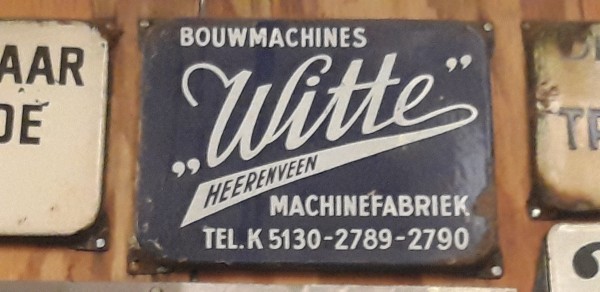 AAR
DE
BOUWMACHINES
„Witte”
HEERENVEEN
MACHINEFABRIEK
TEL. K 5130-2789-2790